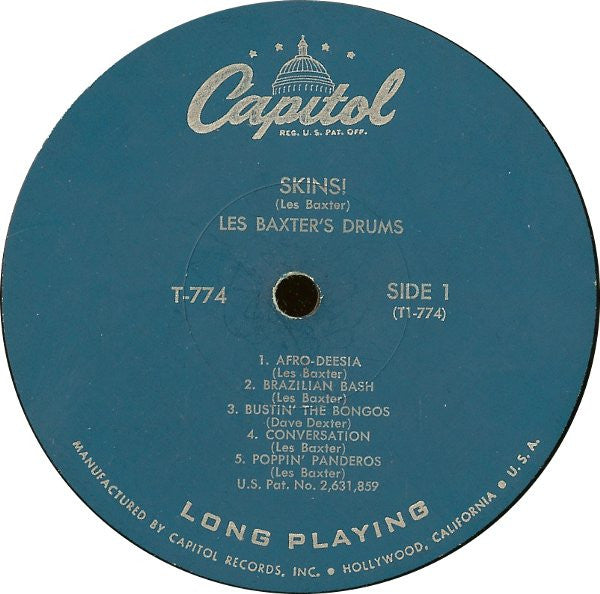 Capitol
REG. U.S. PAT. OFF.
SKINS!
(Les Baxter)
LES BAXTER'S DRUMS
T-774
SIDE 1
(T1-774)
1. AFRO-DEESIA
(Les Baxter)
2. BRAZILIAN BASH
(Les Baxter)
3. BUSTIN' THE BONGOS
(Dave Dexter)
4. CONVERSATION
(Les Baxter)
5. POPPIN' PANDEROS
(Les Baxter)
U.S. Pat. No. 2,631,859
LONG PLAYING
MANUFACTURED BY CAPITOL RECORDS, INC. • HOLLYWOOD, CALIFORNIA • U.S.A.